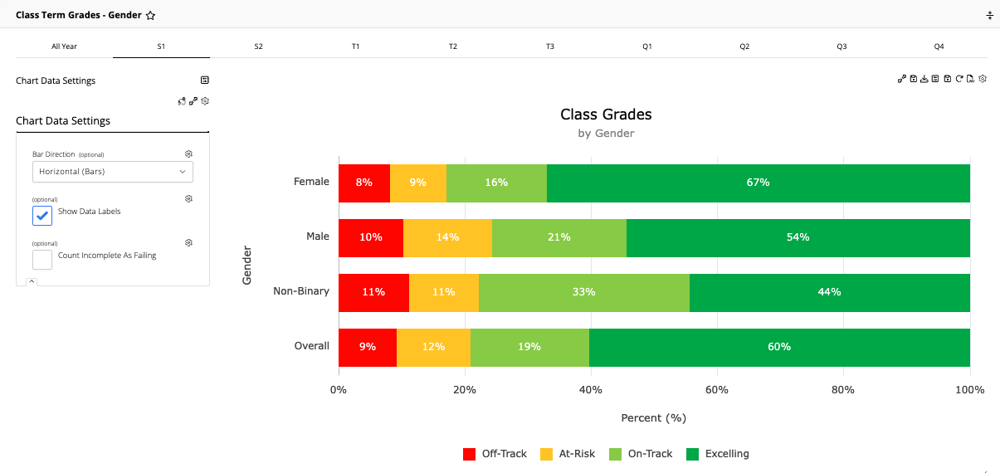 Class Term Grades - Gender
All Year S1 S2 T1 T2 T3 Q1 Q2 Q3 Q4
Chart Data Settings
Chart Data Settings
Bar Direction (optional)
Horizontal (Bars)
(optional)
Show Data Labels
(optional)
Count Incomplete As Failing
Class Grades
by Gender
Gender
Female 8% 9% 16% 67%
Male 10% 14% 21% 54%
Non-Binary 11% 11% 33% 44%
Overall 9% 12% 19% 60%
0% 20% 40% 60% 80% 100%
Percent (%)
Off-Track At-Risk On-Track Excelling